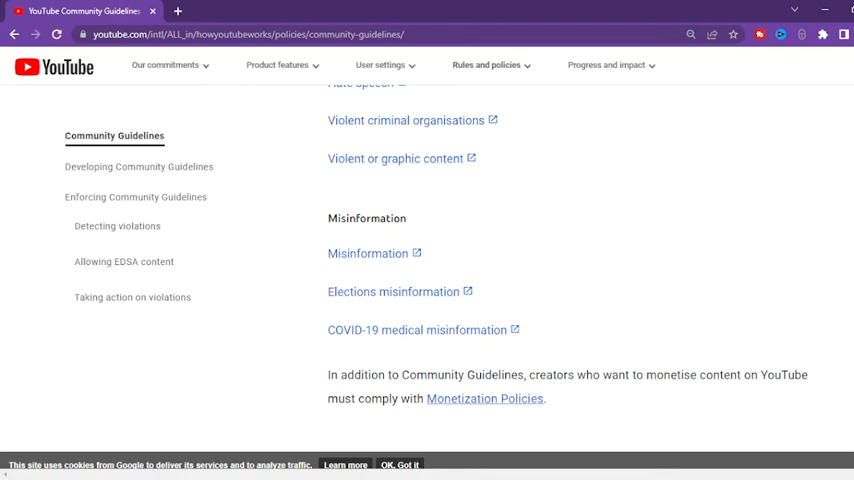 YouTube Community Guidelines
youtube.com/intl/ALL_in/howyoutubeworks/policies/community-guidelines/
YouTube
Our commitments
Product features
User settings
Rules and policies
Progress and impact
Hate speech
Community Guidelines
Developing Community Guidelines
Enforcing Community Guidelines
Detecting violations
Allowing EDSA content
Taking action on violations
Violent criminal organisations
Violent or graphic content
Misinformation
Misinformation
Elections misinformation
COVID-19 medical misinformation
In addition to Community Guidelines, creators who want to monetise content on YouTube
must comply with Monetization Policies.
This site uses cookies from Google to deliver its services and to analyze traffic. Learn more OK, Got it